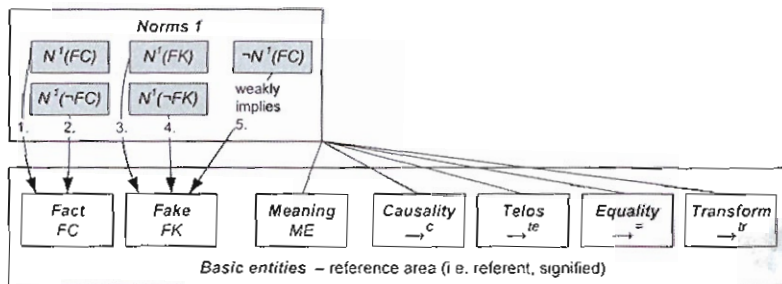 Norms 1
N¹(FC) N¹(FK) ¬N¹(FC)
N¹(¬FC) N¹(¬FK) weakly
implies
1. 2. 3. 4. 5.
Fact Fake Meaning Causality Telos Equality Transform
FC FK ME →ᶜ →ᵗᵉ →⁼ →ᵗʳ
Basic entities – reference area (i e. referent, signified)